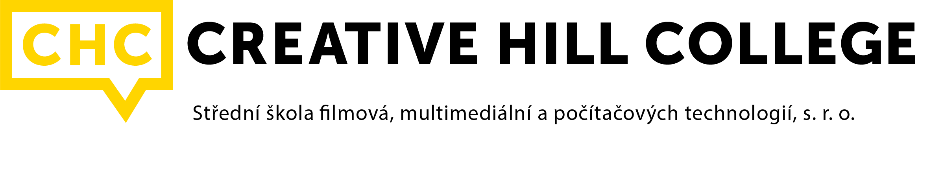 CHC CREATIVE HILL COLLEGE
Střední škola filmová, multimediální a počítačových technologií, s. r. o.